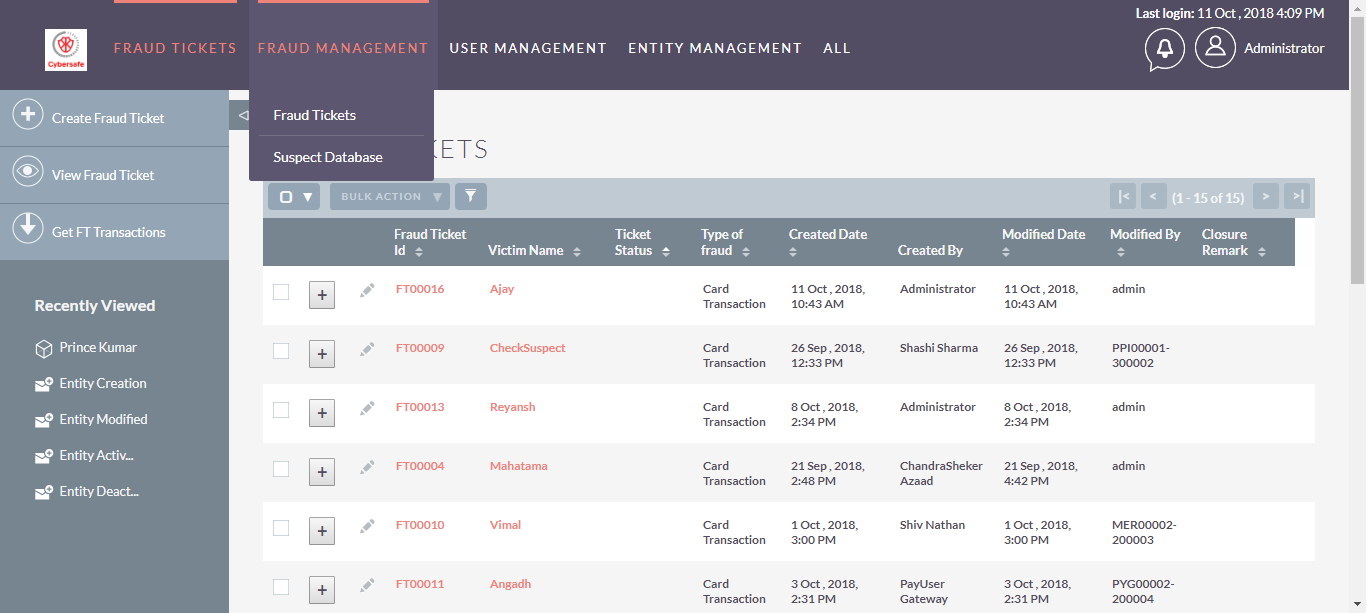 Last login: 11 Oct , 2018 4:09 PM
Cybersafe
FRAUD TICKETS
FRAUD MANAGEMENT
USER MANAGEMENT
ENTITY MANAGEMENT
ALL
Administrator
Fraud Tickets
Suspect Database
Create Fraud Ticket
View Fraud Ticket
Get FT Transactions
Recently Viewed
Prince Kumar
Entity Creation
Entity Modified
Entity Activ...
Entity Deact...
KETS
BULK ACTION
(1 - 15 of 15)
Fraud Ticket Id
Victim Name
Ticket Status
Type of fraud
Created Date
Created By
Modified Date
Modified By
Closure Remark
FT00016 Ajay Card Transaction 11 Oct , 2018, 10:43 AM Administrator 11 Oct , 2018, 10:43 AM admin
FT00009 CheckSuspect Card Transaction 26 Sep , 2018, 12:33 PM Shashi Sharma 26 Sep , 2018, 12:33 PM PPI00001-300002
FT00013 Reyansh Card Transaction 8 Oct , 2018, 2:34 PM Administrator 8 Oct , 2018, 2:34 PM admin
FT00004 Mahatama Card Transaction 21 Sep , 2018, 2:48 PM ChandraSheker Azaad 21 Sep , 2018, 4:42 PM admin
FT00010 Vimal Card Transaction 1 Oct , 2018, 3:00 PM Shiv Nathan 1 Oct , 2018, 3:00 PM MER00002-200003
FT00011 Angadh Card Transaction 3 Oct , 2018, 2:31 PM PayUser Gateway 3 Oct , 2018, 2:31 PM PYG00002-200004